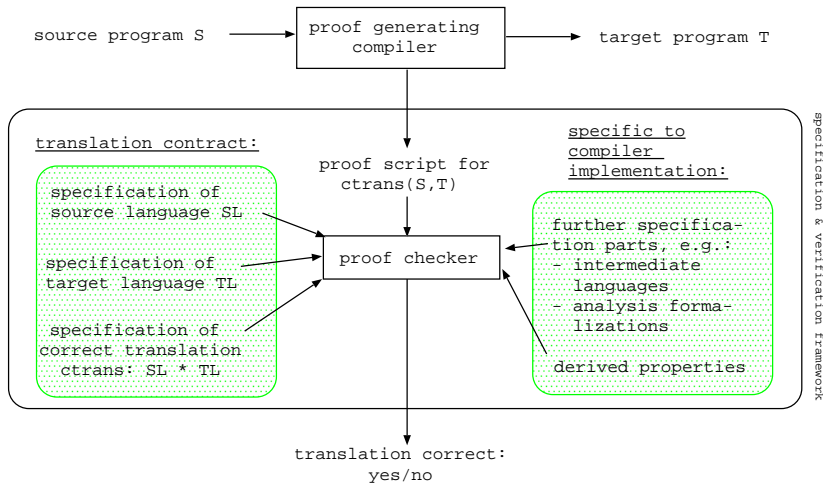 source program S
proof generating
compiler
target program T
translation contract:
specification of
source language SL
specification of
target language TL
specification of
correct translation
ctrans: SL * TL
proof script for
ctrans(S,T)
proof checker
specific to
compiler
implementation:
further specifica-
tion parts, e.g.:
- intermediate
languages
- analysis forma-
lizations
derived properties
specification & verification framework
translation correct:
yes/no